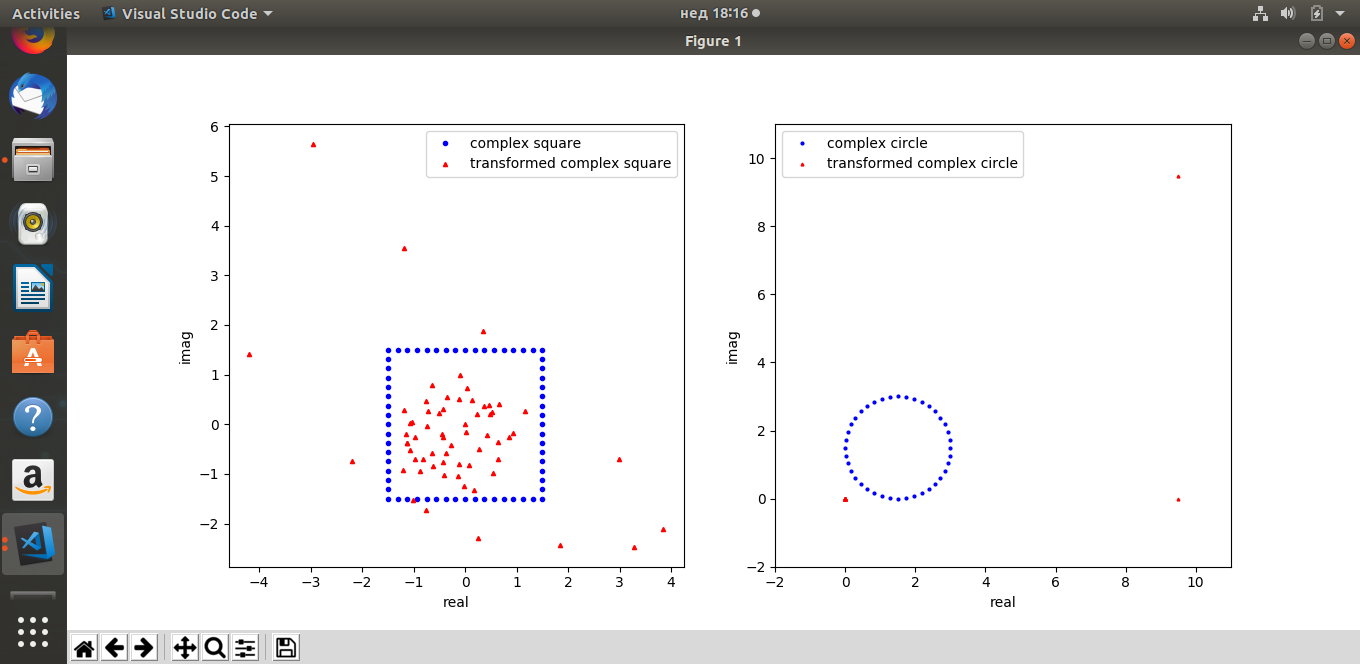 Activities Visual Studio Code нед 18:16
Figure 1
6
5
4
3
2
1
0
−1
−2
imag
complex square
transformed complex square
−4 −3 −2 −1 0 1 2 3 4
real
10
8
6
4
2
0
−2
imag
complex circle
transformed complex circle
−2 0 2 4 6 8 10
real